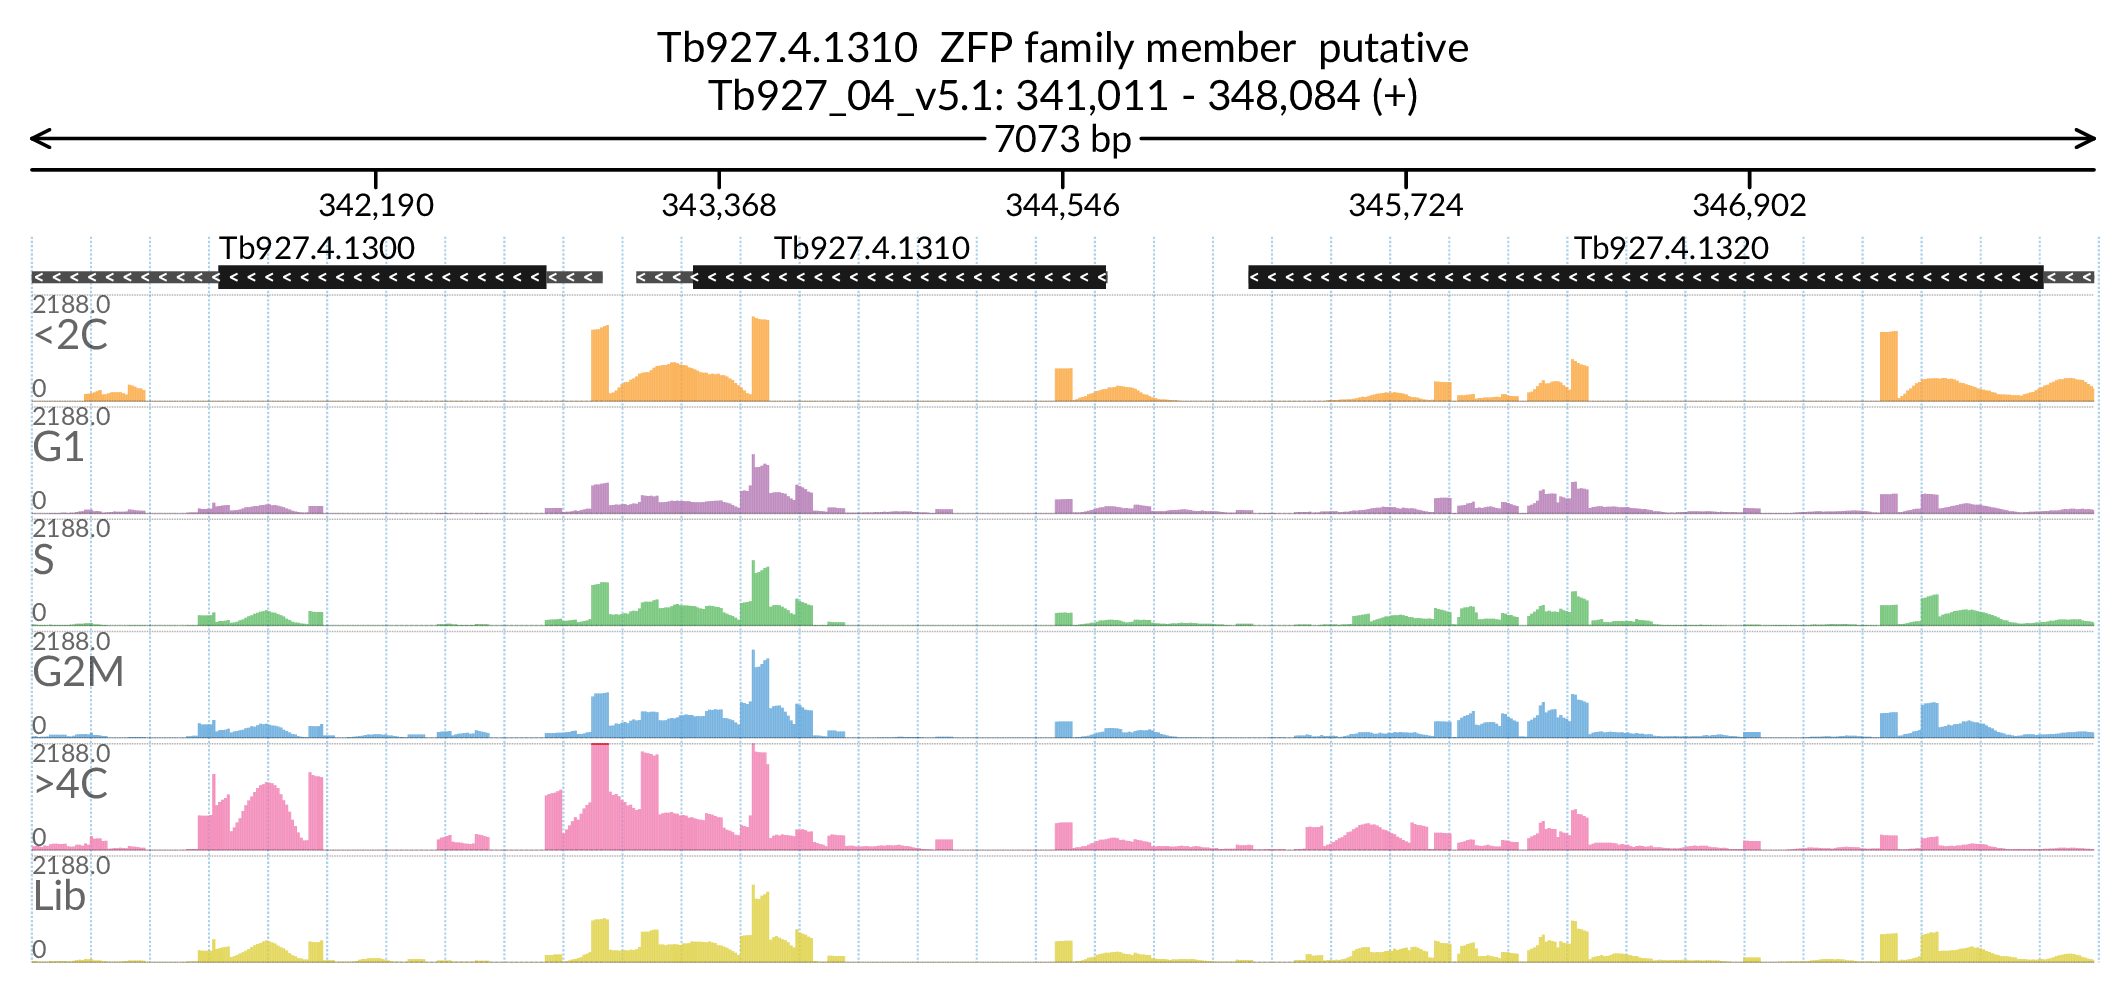 Tb927.4.1310  ZFP family member  putative
Tb927_04_v5.1: 341,011 - 348,084 (+)
7073 bp
342,190 343,368 344,546 345,724 346,902
Tb927.4.1300 Tb927.4.1310 Tb927.4.1320
2188.0
<2C
0
2188.0
G1
0
2188.0
S
0
2188.0
G2M
0
2188.0
>4C
0
2188.0
Lib
0